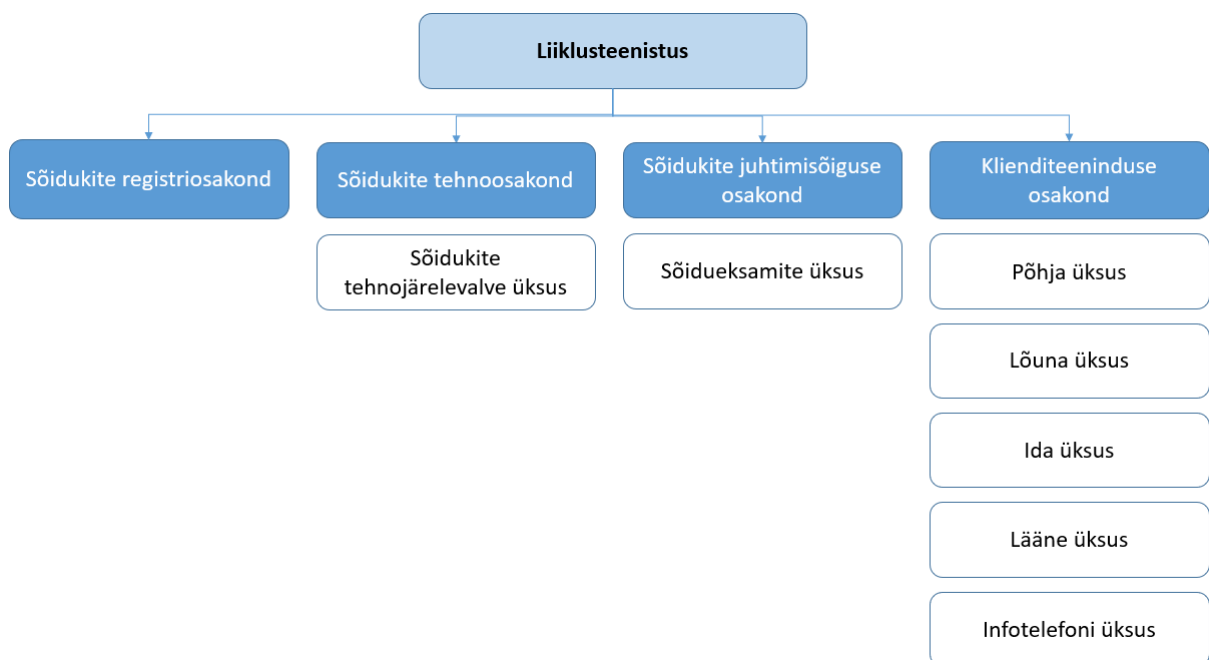 Liiklusteenistus
Sõidukite registriosakond
Sõidukite tehnoosakond
Sõidukite juhtimisõiguse
osakond
Klienditeeninduse
osakond
Sõidukite
tehnojärelevalve üksus
Sõidueksamite üksus
Põhja üksus
Lõuna üksus
Ida üksus
Lääne üksus
Infotelefoni üksus